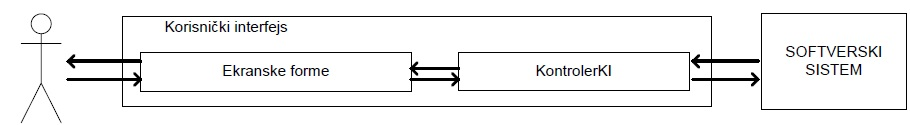 Korisnički interfejs
Ekranske forme
KontrolerKI
SOFTVERSKI
SISTEM